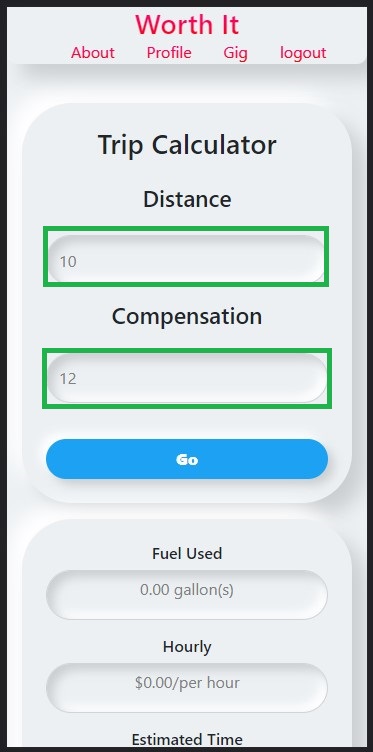 Worth It
About Profile Gig logout
Trip Calculator
Distance
10
Compensation
12
Go
Fuel Used
0.00 gallon(s)
Hourly
$0.00/per hour
Estimated Time